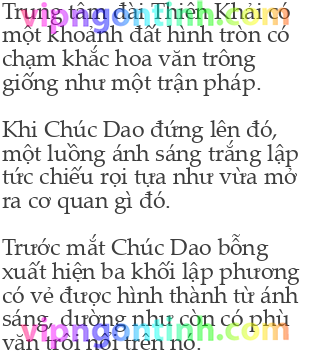 Trung tâm đài Thiên Khải có
một khoảnh đất hình tròn có
chạm khắc hoa văn trông
giống như một trận pháp.
Khi Chúc Dao đứng lên đó,
một luồng ánh sáng trắng lập
tức chiếu rọi tựa như vừa mở
ra cơ quan gì đó.
Trước mắt Chúc Dao bỗng
xuất hiện ba khối lập phương
có vẻ được hình thành từ ánh
sáng, dường như còn có phù
văn trôi nổi trên nó.
vipngontinh.com
vipngontinh.com